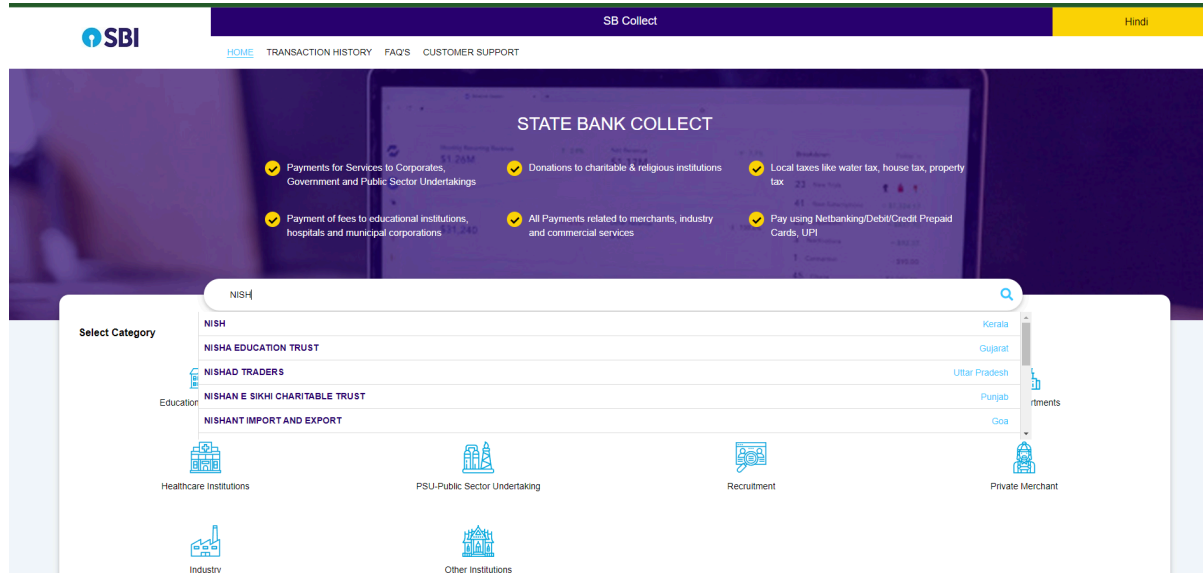 SBI
SB Collect
Hindi
HOME TRANSACTION HISTORY FAQ'S CUSTOMER SUPPORT
STATE BANK COLLECT
Payments for Services to Corporates,
Government and Public Sector Undertakings
Donations to charitable & religious institutions
Local taxes like water tax, house tax, property
tax
Payment of fees to educational institutions,
hospitals and municipal corporations
All Payments related to merchants, industry
and commercial services
Pay using Netbanking/Debit/Credit Prepaid
Cards, UPI
NISH
Select Category
NISH Kerala
NISHA EDUCATION TRUST Gujarat
NISHAD TRADERS Uttar Pradesh
NISHAN E SIKHI CHARITABLE TRUST Punjab
NISHANT IMPORT AND EXPORT Goa
Education
rtments
Healthcare Institutions
PSU-Public Sector Undertaking
Recruitment
Private Merchant
Industry
Other Institutions